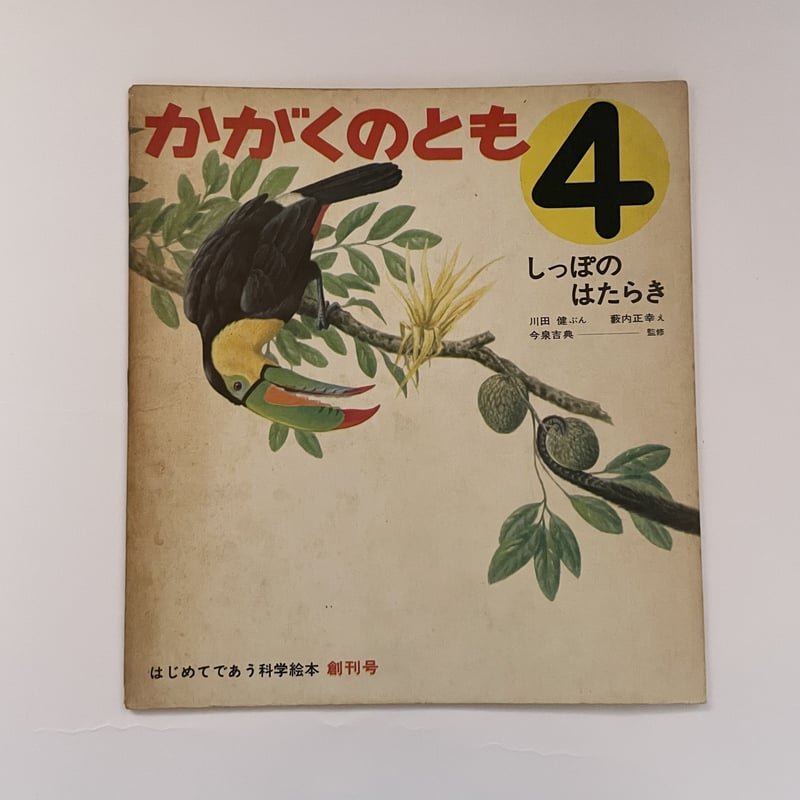 かがくのとも
4
しっぽの
はたらき
川田 健ぶん 藪内正幸え
今泉吉典 ――― 監修
はじめてであう科学絵本 創刊号